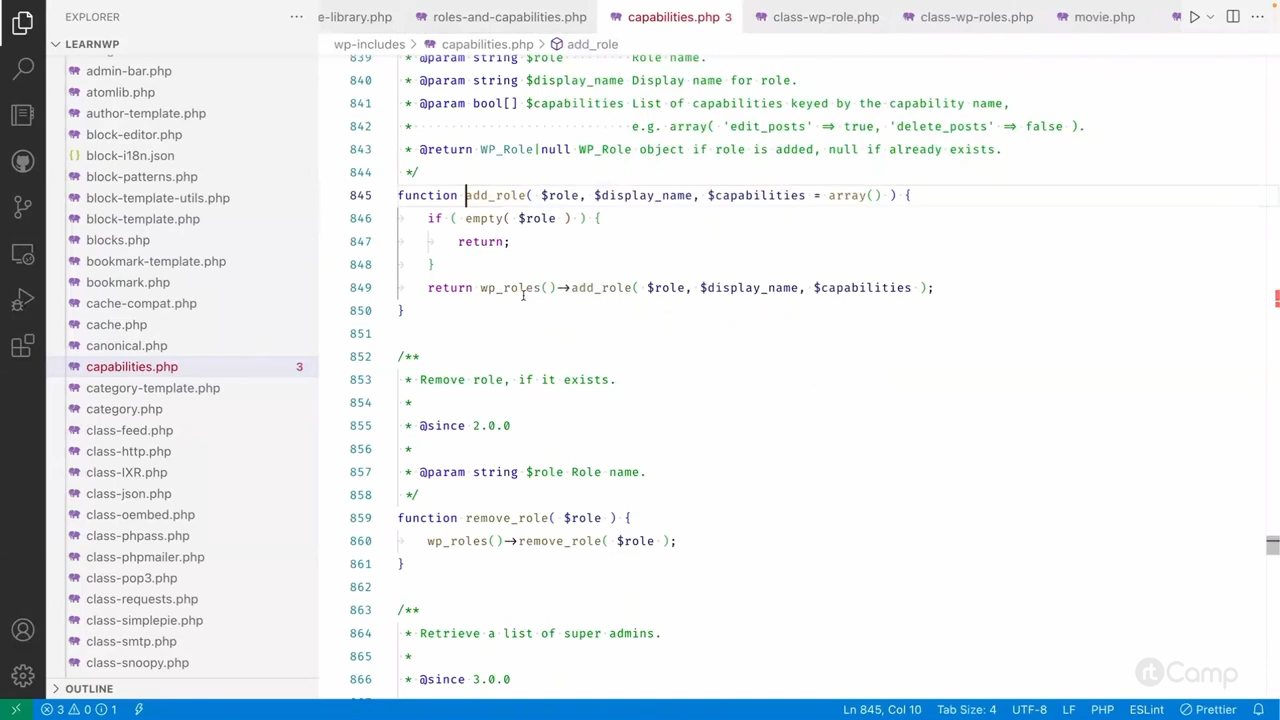 EXPLORER
LEARNWP
admin-bar.php
atomlib.php
author-template.php
block-editor.php
block-i18n.json
block-patterns.php
block-template-utils.php
block-template.php
blocks.php
bookmark-template.php
bookmark.php
cache-compat.php
cache.php
canonical.php
capabilities.php 3
category-template.php
category.php
class-feed.php
class-http.php
class-IXR.php
class-json.php
class-oembed.php
class-phpass.php
class-phpmailer.php
class-pop3.php
class-requests.php
class-simplepie.php
class-smtp.php
class-snoopy.php
OUTLINE
e-library.php roles-and-capabilities.php capabilities.php 3 class-wp-role.php class-wp-roles.php movie.php
wp-includes > capabilities.php > add_role
839 * @param string $role Role name.
840 * @param string $display_name Display name for role.
841 * @param bool[] $capabilities List of capabilities keyed by the capability name,
842 * e.g. array( 'edit_posts' => true, 'delete_posts' => false ).
843 * @return WP_Role|null WP_Role object if role is added, null if already exists.
844 */
845 function add_role( $role, $display_name, $capabilities = array() ) {
846 if ( empty( $role ) ) {
847 return;
848 }
849 return wp_roles()->add_role( $role, $display_name, $capabilities );
850 }
851
852 /**
853 * Remove role, if it exists.
854 *
855 * @since 2.0.0
856 *
857 * @param string $role Role name.
858 */
859 function remove_role( $role ) {
860 wp_roles()->remove_role( $role );
861 }
862
863 /**
864 * Retrieve a list of super admins.
865 *
866 * @since 3.0.0
rtCamp
3 0 1 Ln 845, Col 10 Tab Size: 4 UTF-8 LF PHP ESLint Prettier